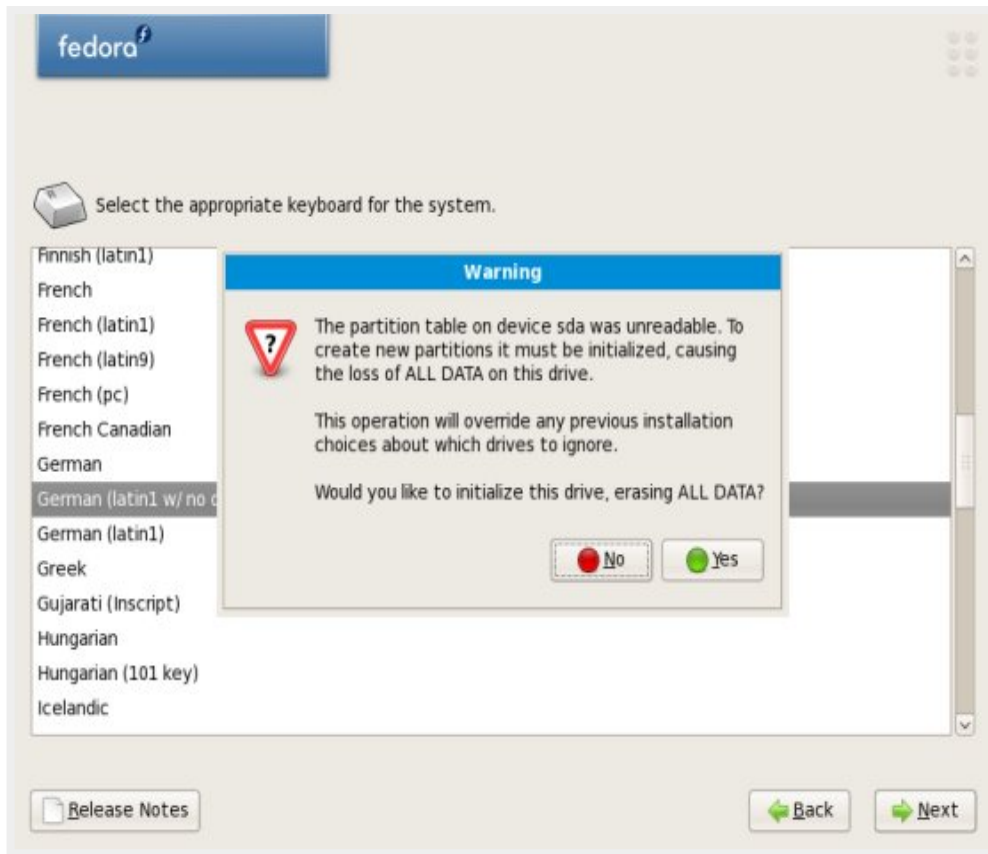 fedora
Select the appropriate keyboard for the system.
Finnish (latin1)
French
French (latin1)
French (latin9)
French (pc)
French Canadian
German
German (latin1 w/ no
German (latin1)
Greek
Gujarati (Inscript)
Hungarian
Hungarian (101 key)
Icelandic
Warning
The partition table on device sda was unreadable. To
create new partitions it must be initialized, causing
the loss of ALL DATA on this drive.
This operation will override any previous installation
choices about which drives to ignore.
Would you like to initialize this drive, erasing ALL DATA?
No
Yes
Release Notes
Back
Next